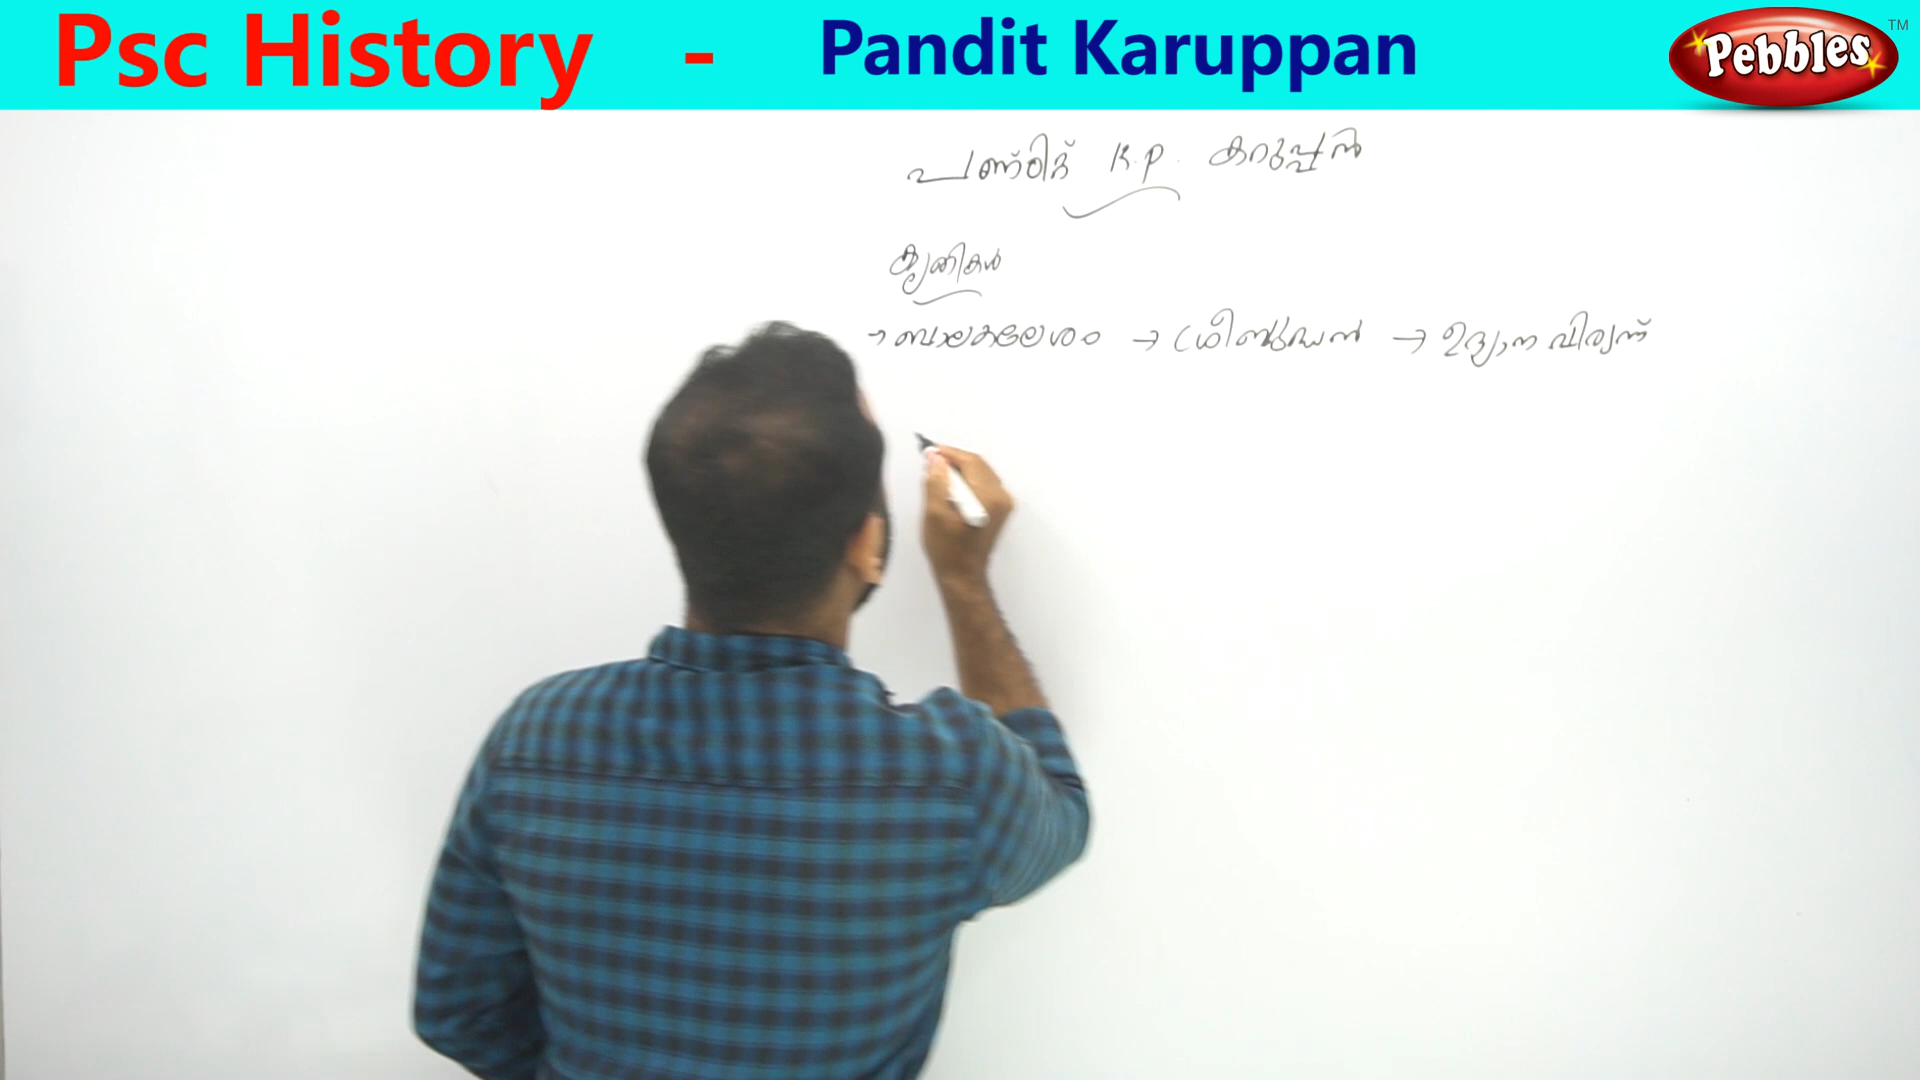 Psc History - Pandit Karuppan
Pebbles TM
പണ്ഠിറ്റ് K.P. കറുപ്പൻ
കൃതികൾ
→ ബാലകലേശം → ശ്രീബുദ്ധൻ → ഉദ്യാന വിരുന്ന്